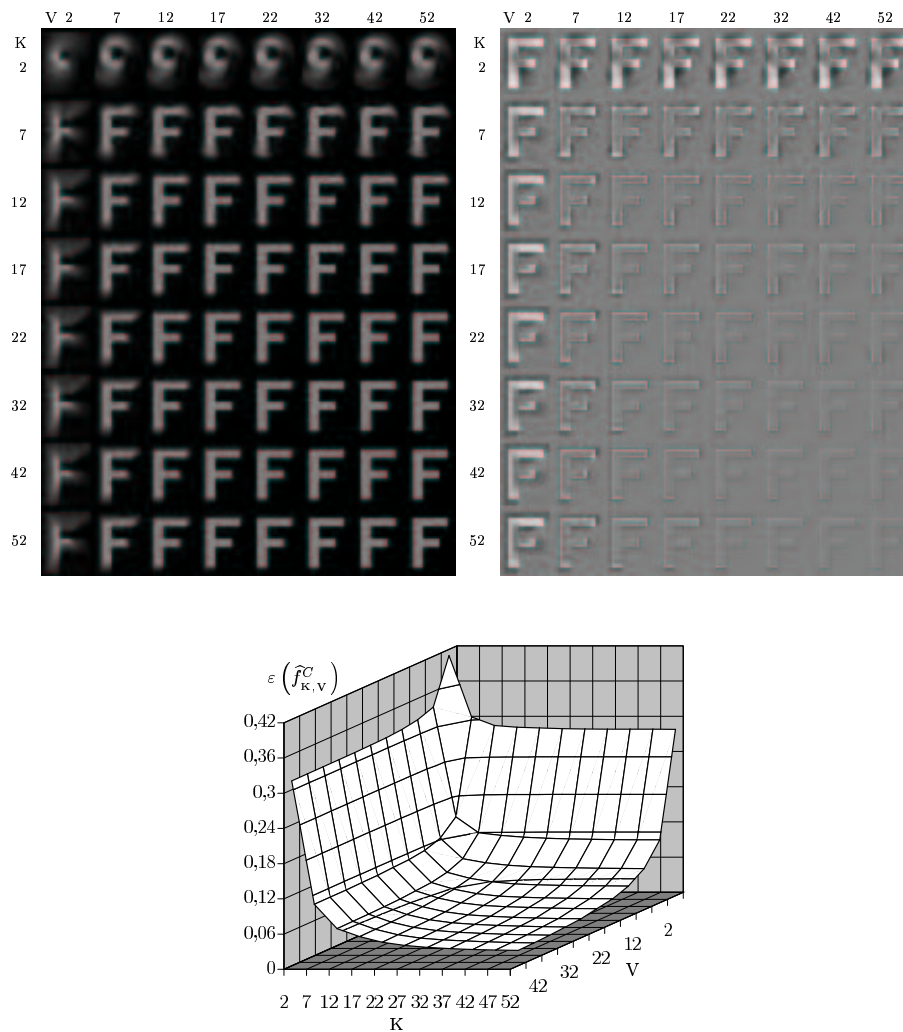 V 2 7 12 17 22 32 42 52
K
2
7
12
17
22
32
42
52
F F F F F F F
F F F F F F F
F F F F F F F
F F F F F F F
F F F F F F F
F F F F F F F
F F F F F F F
V 2 7 12 17 22 32 42 52
K
2
7
12
17
22
32
42
52
F F F F F F F F
F F F F F F F F
F F F F F F F F
F F F F F F F F
F F F F F F F F
F F F F F F F F
F F F F F F F F
F F F F F F F F
ε (f̂ᶜ K,V)
0,42
0,36
0,3
0,24
0,18
0,12
0,06
0
2 7 12 17 22 27 32 37 42 47 52
K
42 32 22 12 2
V